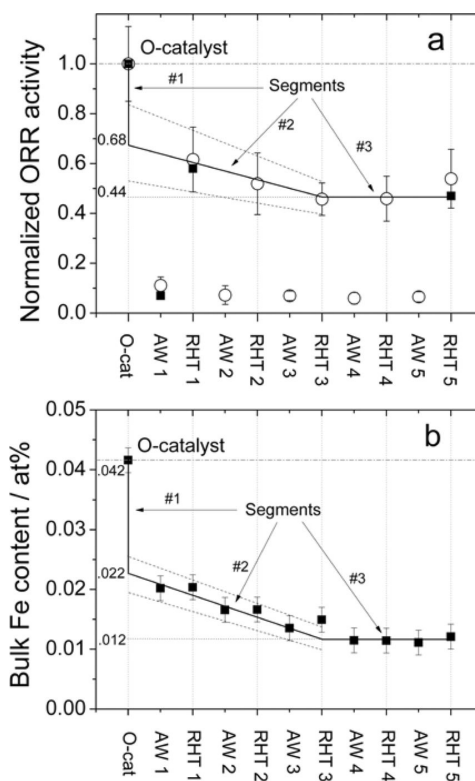 a
O-catalyst
#1
Segments
#2
#3
Normalized ORR activity
1.0
0.8
0.68
0.6
0.44
0.4
0.2
0.0
O-cat
AW 1
RHT 1
AW 2
RHT 2
AW 3
RHT 3
AW 4
RHT 4
AW 5
RHT 5
b
O-catalyst
#1
Segments
#2
#3
Bulk Fe content / at%
0.05
.042
0.04
0.03
.022
0.02
.012
0.01
0.00
O-cat
AW 1
RHT 1
AW 2
RHT 2
AW 3
RHT 3
AW 4
RHT 4
AW 5
RHT 5